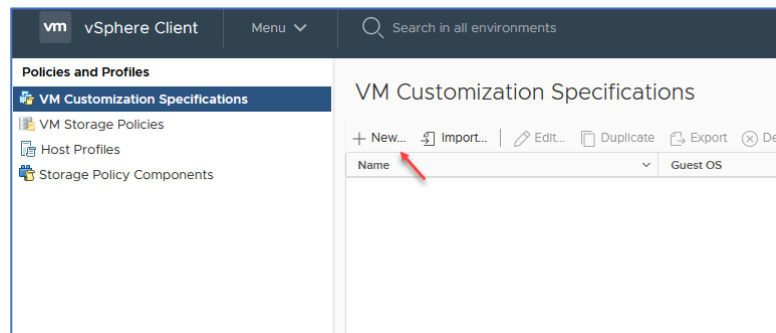 vm vSphere Client Menu Search in all environments
Policies and Profiles
VM Customization Specifications
VM Storage Policies
Host Profiles
Storage Policy Components
VM Customization Specifications
New... Import... Edit... Duplicate Export De
Name Guest OS